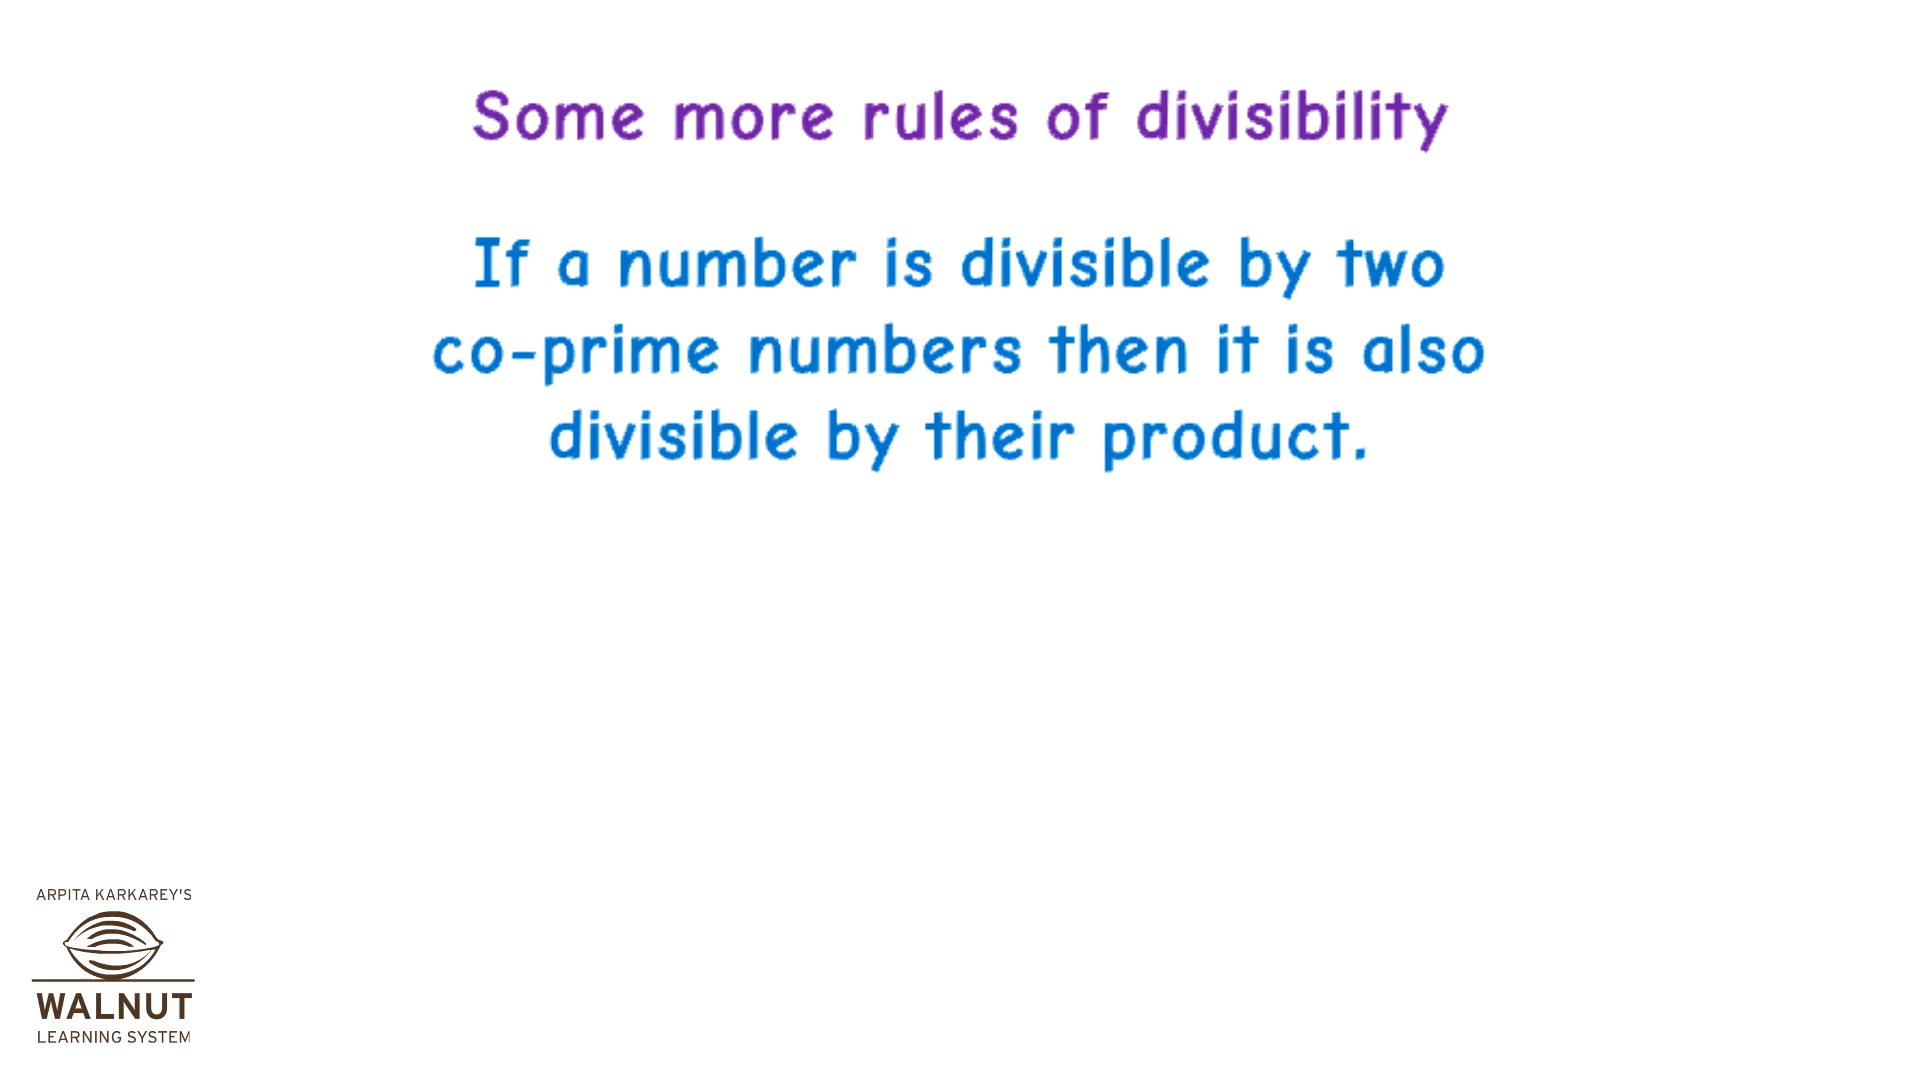 Some more rules of divisibility
If a number is divisible by two
co-prime numbers then it is also
divisible by their product.
ARPITA KARKAREY'S
WALNUT
LEARNING SYSTEM